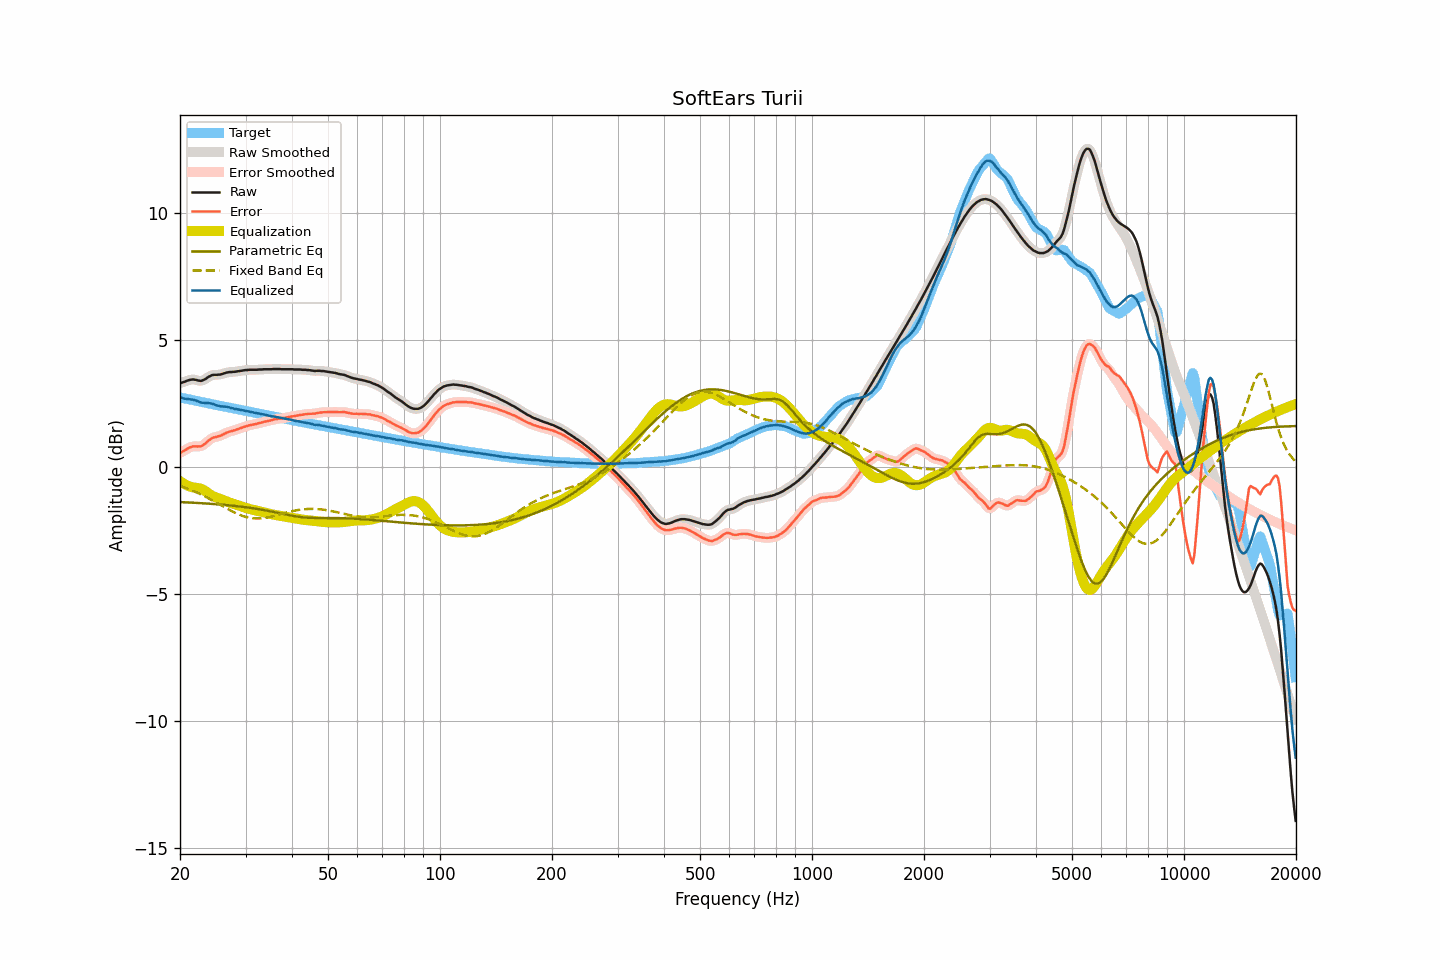 SoftEars Turii
Target
Raw Smoothed
Error Smoothed
Raw
Error
Equalization
Parametric Eq
Fixed Band Eq
Equalized
10
5
0
−5
−10
−15
Amplitude (dBr)
20 50 100 200 500 1000 2000 5000 10000 20000
Frequency (Hz)